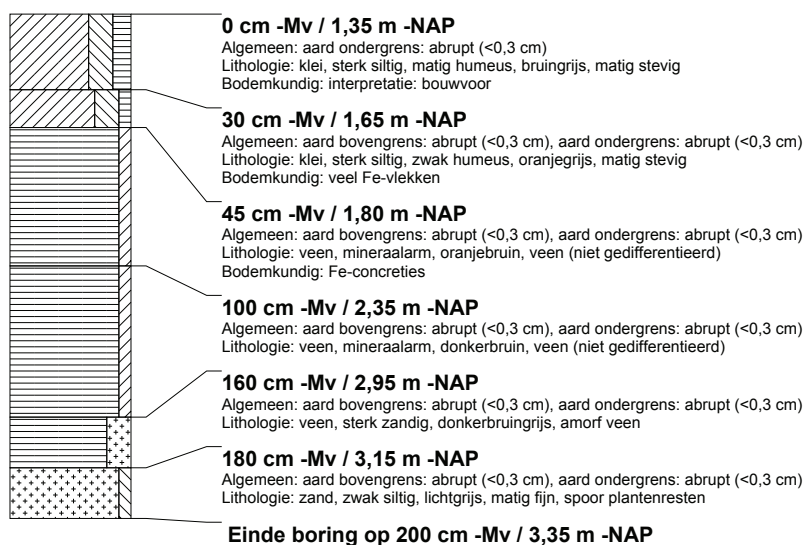 0 cm -Mv / 1,35 m -NAP
Algemeen: aard ondergrens: abrupt (<0,3 cm)
Lithologie: klei, sterk siltig, matig humeus, bruingrijs, matig stevig
Bodemkundig: interpretatie: bouwvoor
30 cm -Mv / 1,65 m -NAP
Algemeen: aard bovengrens: abrupt (<0,3 cm), aard ondergrens: abrupt (<0,3 cm)
Lithologie: klei, sterk siltig, zwak humeus, oranjegrijs, matig stevig
Bodemkundig: veel Fe-vlekken
45 cm -Mv / 1,80 m -NAP
Algemeen: aard bovengrens: abrupt (<0,3 cm), aard ondergrens: abrupt (<0,3 cm)
Lithologie: veen, mineraalarm, oranjebruin, veen (niet gedifferentieerd)
Bodemkundig: Fe-concreties
100 cm -Mv / 2,35 m -NAP
Algemeen: aard bovengrens: abrupt (<0,3 cm), aard ondergrens: abrupt (<0,3 cm)
Lithologie: veen, mineraalarm, donkerbruin, veen (niet gedifferentieerd)
160 cm -Mv / 2,95 m -NAP
Algemeen: aard bovengrens: abrupt (<0,3 cm), aard ondergrens: abrupt (<0,3 cm)
Lithologie: veen, sterk zandig, donkerbruingrijs, amorf veen
180 cm -Mv / 3,15 m -NAP
Algemeen: aard bovengrens: abrupt (<0,3 cm), aard ondergrens: abrupt (<0,3 cm)
Lithologie: zand, zwak siltig, lichtgrijs, matig fijn, spoor plantenresten
Einde boring op 200 cm -Mv / 3,35 m -NAP